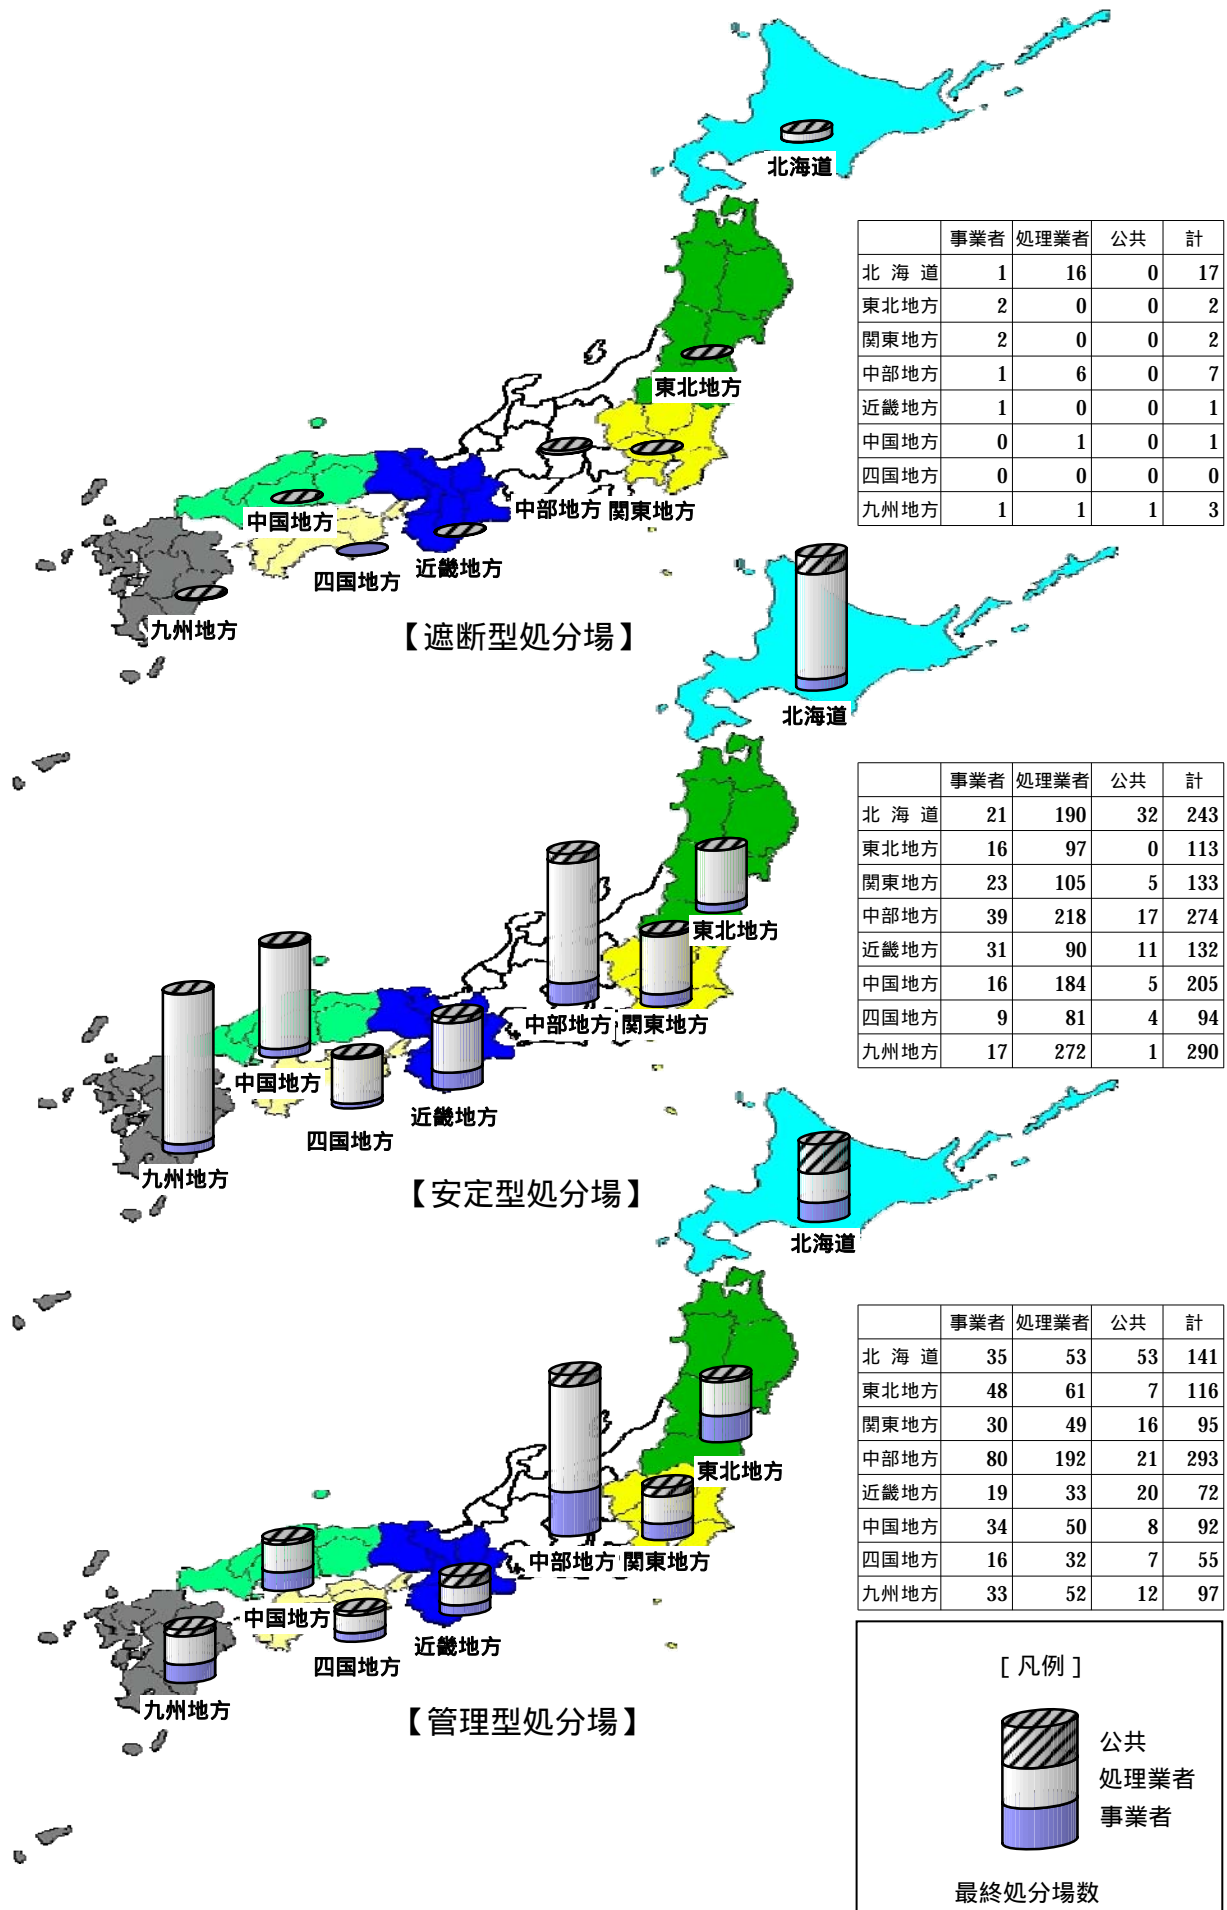 北海道
東北地方
中部地方 関東地方
中国地方
近畿地方
四国地方
九州地方
【遮断型処分場】
事業者 処理業者 公共 計
北海道 1 16 0 17
東北地方 2 0 0 2
関東地方 2 0 0 2
中部地方 1 6 0 7
近畿地方 1 0 0 1
中国地方 0 1 0 1
四国地方 0 0 0 0
九州地方 1 1 1 3
北海道
東北地方
中部地方 関東地方
中国地方
近畿地方
四国地方
九州地方
【安定型処分場】
事業者 処理業者 公共 計
北海道 21 190 32 243
東北地方 16 97 0 113
関東地方 23 105 5 133
中部地方 39 218 17 274
近畿地方 31 90 11 132
中国地方 16 184 5 205
四国地方 9 81 4 94
九州地方 17 272 1 290
北海道
東北地方
中部地方 関東地方
中国地方
近畿地方
四国地方
九州地方
【管理型処分場】
事業者 処理業者 公共 計
北海道 35 53 53 141
東北地方 48 61 7 116
関東地方 30 49 16 95
中部地方 80 192 21 293
近畿地方 19 33 20 72
中国地方 34 50 8 92
四国地方 16 32 7 55
九州地方 33 52 12 97
[凡例]
公共
処理業者
事業者
最終処分場数